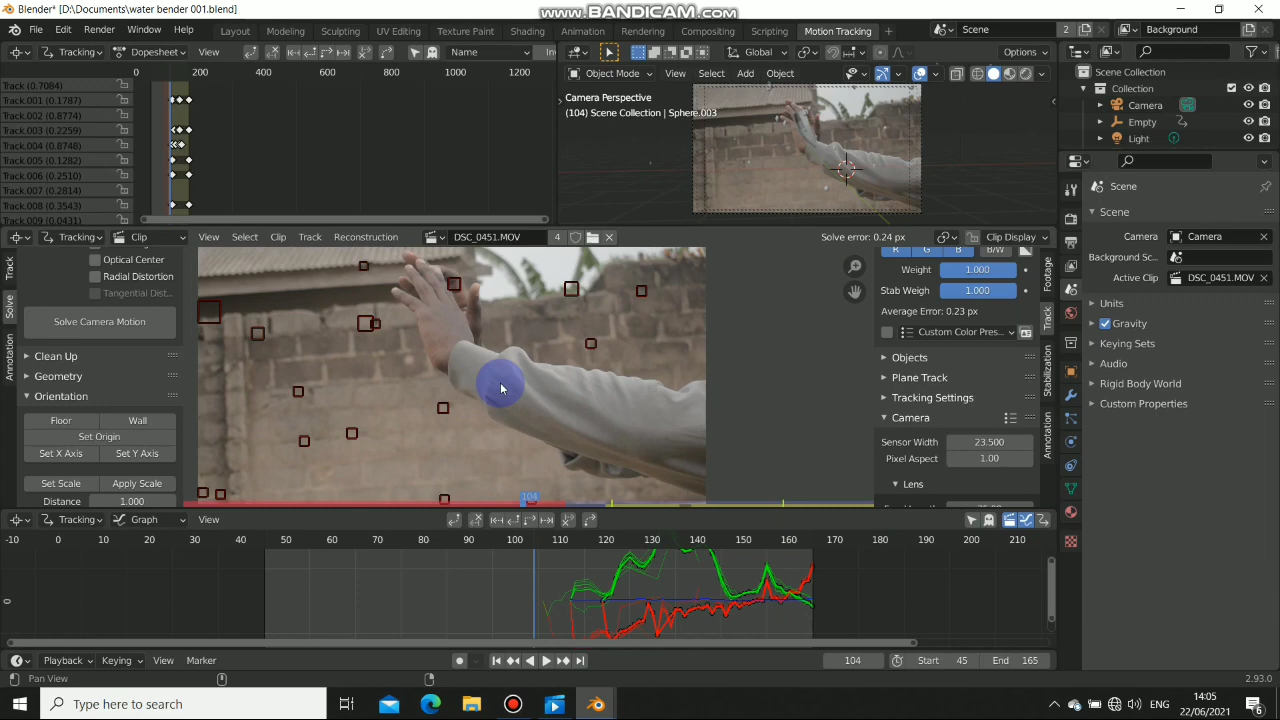 Blender* [D:\Documents\water bender 001.blend]
www.BANDICAM.com
File Edit Render Window Help
Layout Modeling Sculpting UV Editing Texture Paint Shading Animation Rendering Compositing Scripting Motion Tracking +
Scene 2 Background
Tracking Dopesheet View Name In
Global Options
0 200 400 600 800 1000 1200
Object Mode View Select Add Object
Track (0.7084)
Track.001 (0.1787)
Track.002 (0.8774)
Track.003 (0.2259)
Track.004 (0.8748)
Track.005 (0.1282)
Track.006 (0.2510)
Track.007 (0.2814)
Track.008 (0.3543)
Track.009 (0.0431)
Camera Perspective
(104) Scene Collection | Sphere.003
Scene Collection
Collection
Camera
Empty
Light
Scene
Scene
Camera Camera
Background Sc...
Active Clip DSC_0451.MOV
Units
Gravity
Keying Sets
Audio
Rigid Body World
Custom Properties
Tracking Clip View Select Clip Track Reconstruction DSC_0451.MOV 4 Solve error: 0.24 px Clip Display
Track
Solve
Annotation
Optical Center
Radial Distortion
Tangential Dist...
Solve Camera Motion
Clean Up
Geometry
Orientation
Floor Wall
Set Origin
Set X Axis Set Y Axis
Set Scale Apply Scale
Distance 1.000
104
R G B B/W
Weight 1.000
Stab Weigh 1.000
Average Error: 0.23 px
Custom Color Pres...
Objects
Plane Track
Tracking Settings
Camera
Sensor Width 23.500
Pixel Aspect 1.00
Lens
Footage
Track
Stabilization
Annotation
Tracking Graph View
-10 0 10 20 30 40 50 60 70 80 90 100 110 120 130 140 150 160 170 180 190 200 210
0
Playback Keying View Marker 104 Start 45 End 165
Pan View 2.93.0
Type here to search
ENG
14:05
22/06/2021
6